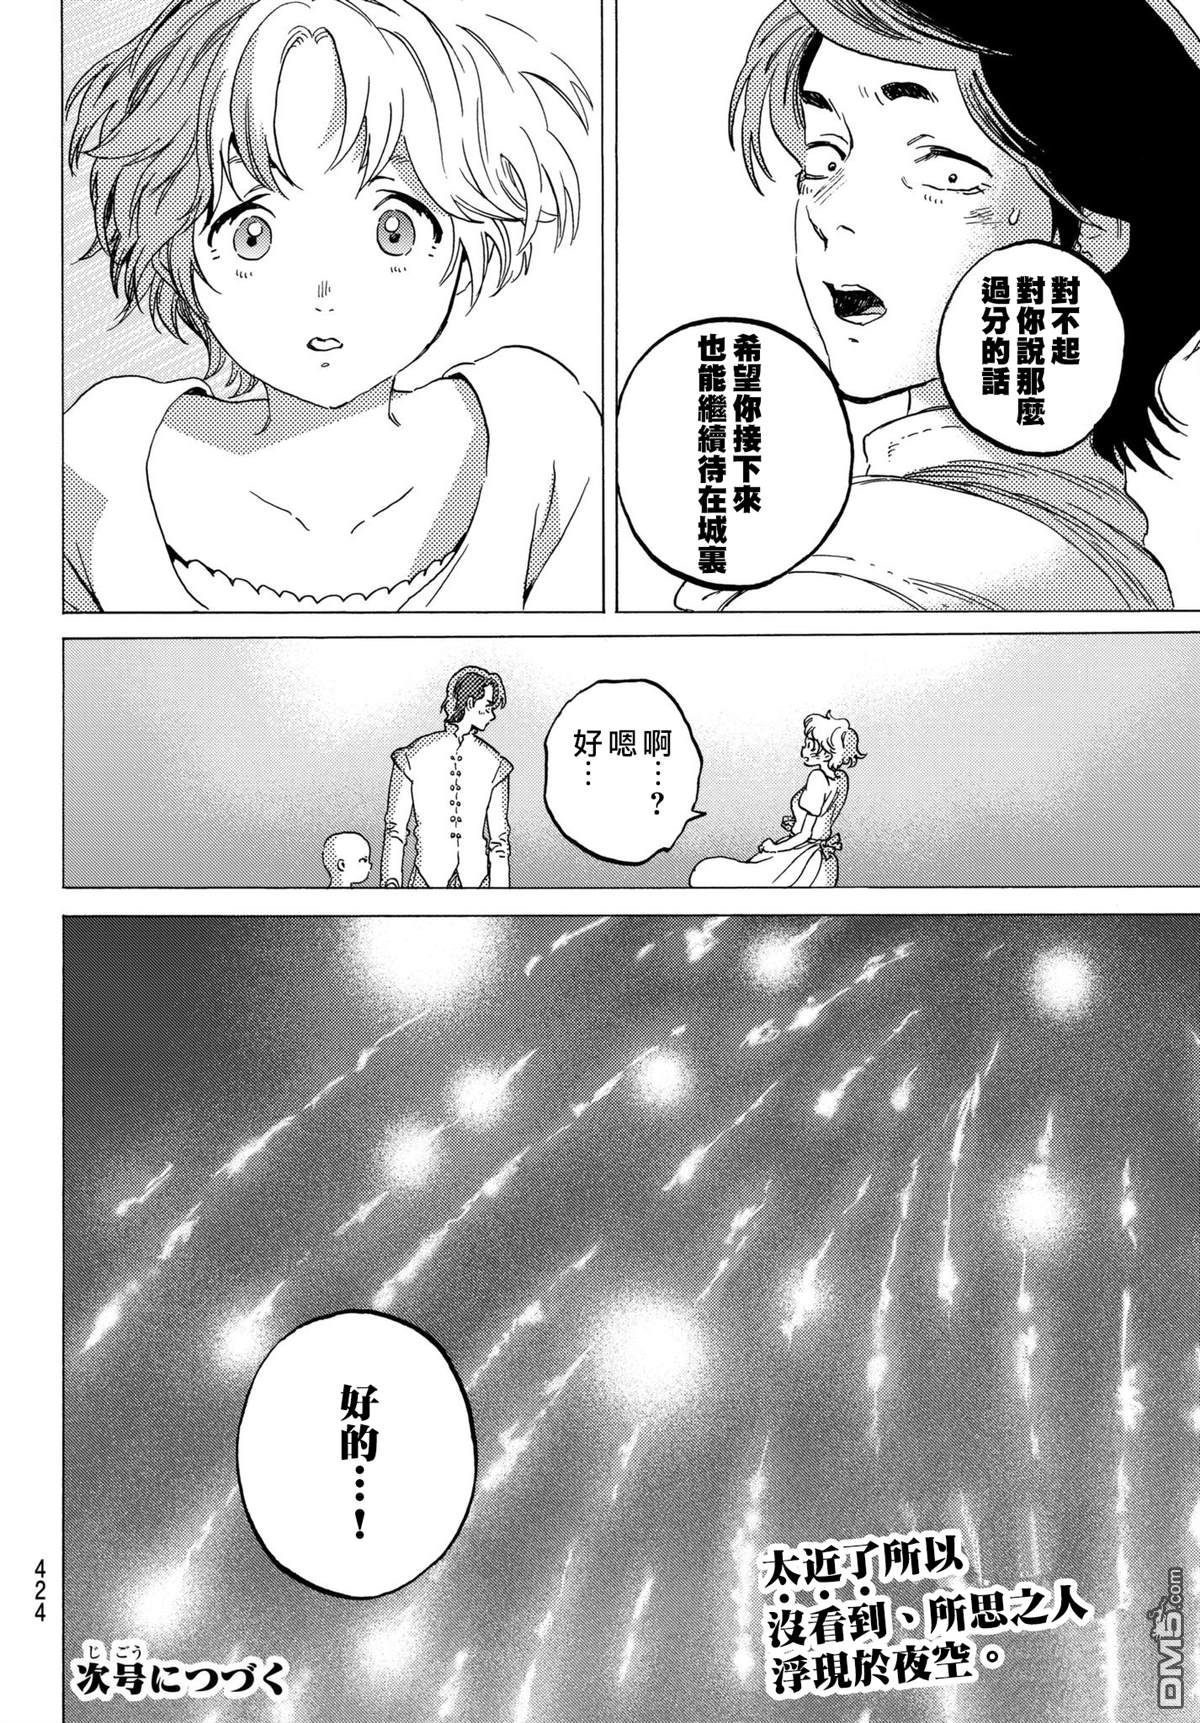 對不起
對你說那麼
過分的話
希望你接下來
也能繼續待在城裏
啊…？
嗯
好…
好的…！
太近了所以
沒看到、所思之人
浮現於夜空。
じごう
次号につづく
424
DM5.com